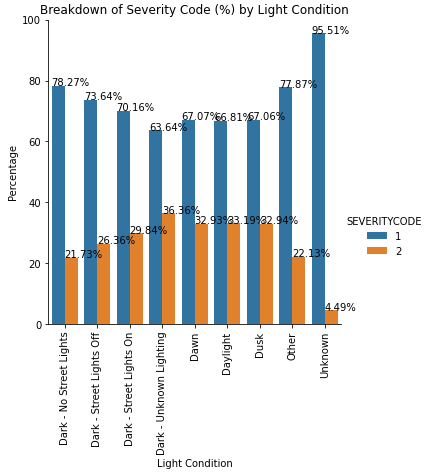 Breakdown of Severity Code (%) by Light Condition
100
80
60
40
20
0
Percentage
78.27%
73.64%
70.16%
63.64%
67.07%
66.81%
67.06%
77.87%
95.51%
21.73%
26.36%
29.84%
36.36%
32.93%
33.19%
32.94%
22.13%
4.49%
SEVERITYCODE
1
2
Dark - No Street Lights
Dark - Street Lights Off
Dark - Street Lights On
Dark - Unknown Lighting
Dawn
Daylight
Dusk
Other
Unknown
Light Condition